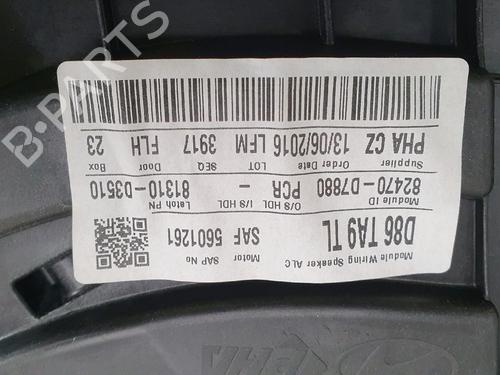 Module Wiring Speaker ALC Motor SAP No
D86 TA9 TL SAF 5601261
Module ID O/S HDL I/S HDL Latch PN
82470-D7880 PCR - 81310-D3510
Supplier Order Date LOT SEQ Door Box
PHA CZ 13/06/2016 LFM 3917 FLH 23
B-PARTS
PHA